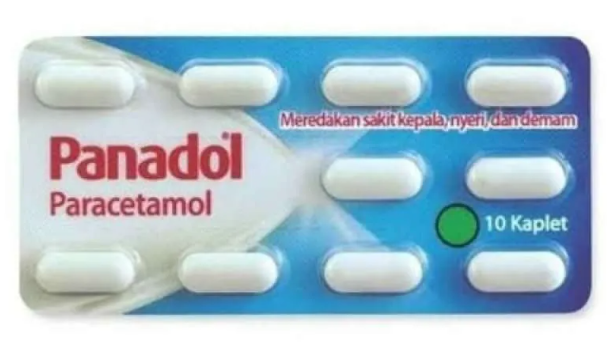 Meredakan sakit kepala, nyeri, dan demam
Panadol
Paracetamol
10 Kaplet